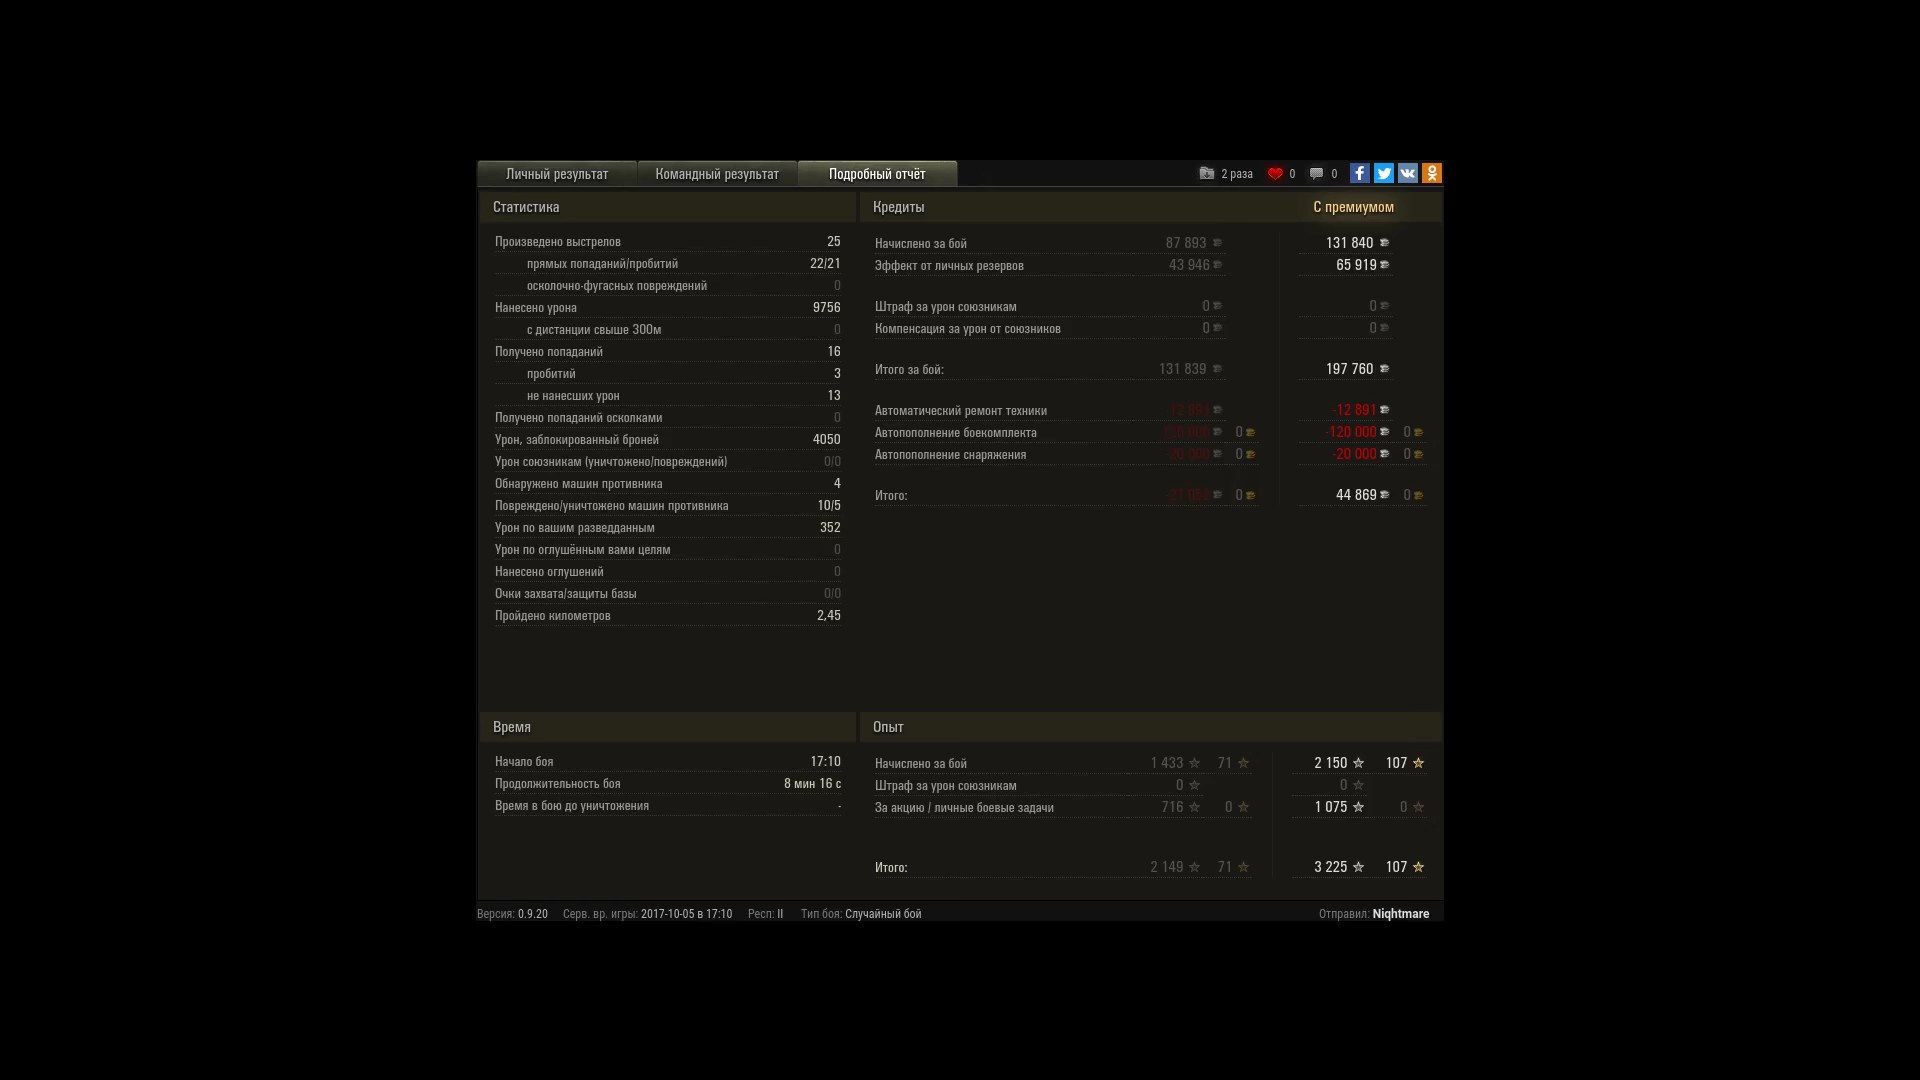 Личный результат Командный результат Подробный отчёт 2 раза 0 0
Статистика
Произведено выстрелов 25
прямых попаданий/пробитий 22/21
осколочно-фугасных повреждений 0
Нанесено урона 9756
с дистанции свыше 300м 0
Получено попаданий 16
пробитий 3
не нанесших урон 13
Получено попаданий осколками 0
Урон, заблокированный броней 4050
Урон союзникам (уничтожено/повреждений) 0/0
Обнаружено машин противника 4
Повреждено/уничтожено машин противника 10/5
Урон по вашим разведданным 352
Урон по оглушённым вами целям 0
Нанесено оглушений 0
Очки захвата/защиты базы 0/0
Пройдено километров 2,45
Кредиты С премиумом
Начислено за бой 87 893 131 840
Эффект от личных резервов 43 946 65 919
Штраф за урон союзникам 0 0
Компенсация за урон от союзников 0 0
Итого за бой: 131 839 197 760
Автоматический ремонт техники -12 891 -12 891
Автопополнение боекомплекта -120 000 0 -120 000 0
Автопополнение снаряжения -20 000 0 -20 000 0
Итого: 0 44 869 0
Время
Начало боя 17:10
Продолжительность боя 8 мин 16 с
Время в бою до уничтожения -
Опыт
Начислено за бой 1 433 71 2 150 107
Штраф за урон союзникам 0 0
За акцию / личные боевые задачи 716 0 1 075 0
Итого: 2 149 71 3 225 107
Версия: 0.9.20 Серв. вр. игры: 2017-10-05 в 17:10 Респ: II Тип боя: Случайный бой Отправил: Niqhtmare